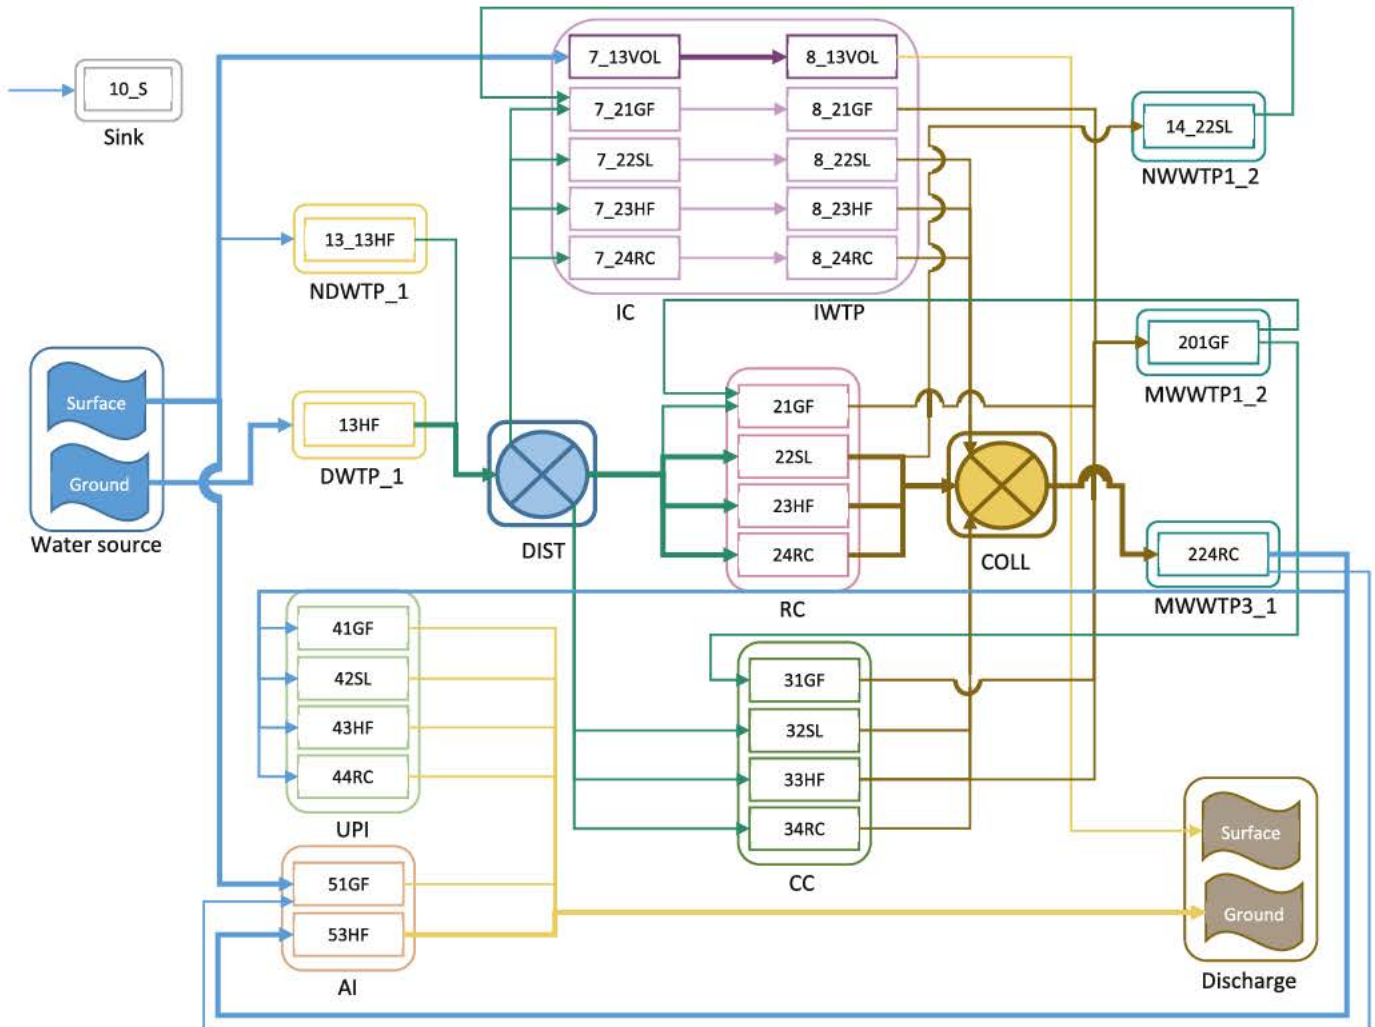 10_S
Sink
7_13VOL
8_13VOL
7_21GF
8_21GF
7_22SL
8_22SL
7_23HF
8_23HF
7_24RC
8_24RC
IC
IWTP
14_22SL
NWWTP1_2
13_13HF
NDWTP_1
Surface
Ground
Water source
13HF
DWTP_1
DIST
21GF
22SL
23HF
24RC
RC
COLL
201GF
MWWTP1_2
224RC
MWWTP3_1
41GF
42SL
43HF
44RC
UPI
31GF
32SL
33HF
34RC
CC
51GF
53HF
AI
Surface
Ground
Discharge